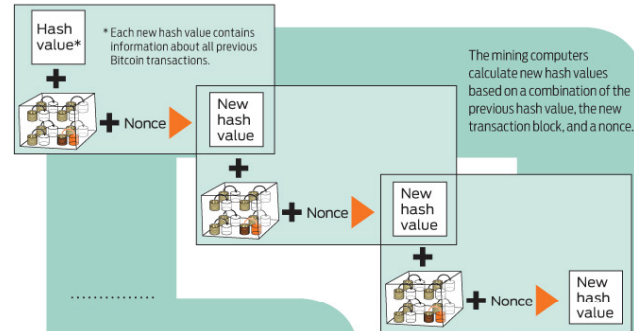 Hash
value*
* Each new hash value contains
information about all previous
Bitcoin transactions.
The mining computers
calculate new hash values
based on a combination of the
previous hash value, the new
transaction block, and a nonce.
+
+ Nonce
New
hash
value
+
+ Nonce
New
hash
value
+
+ Nonce
New
hash
value
...............